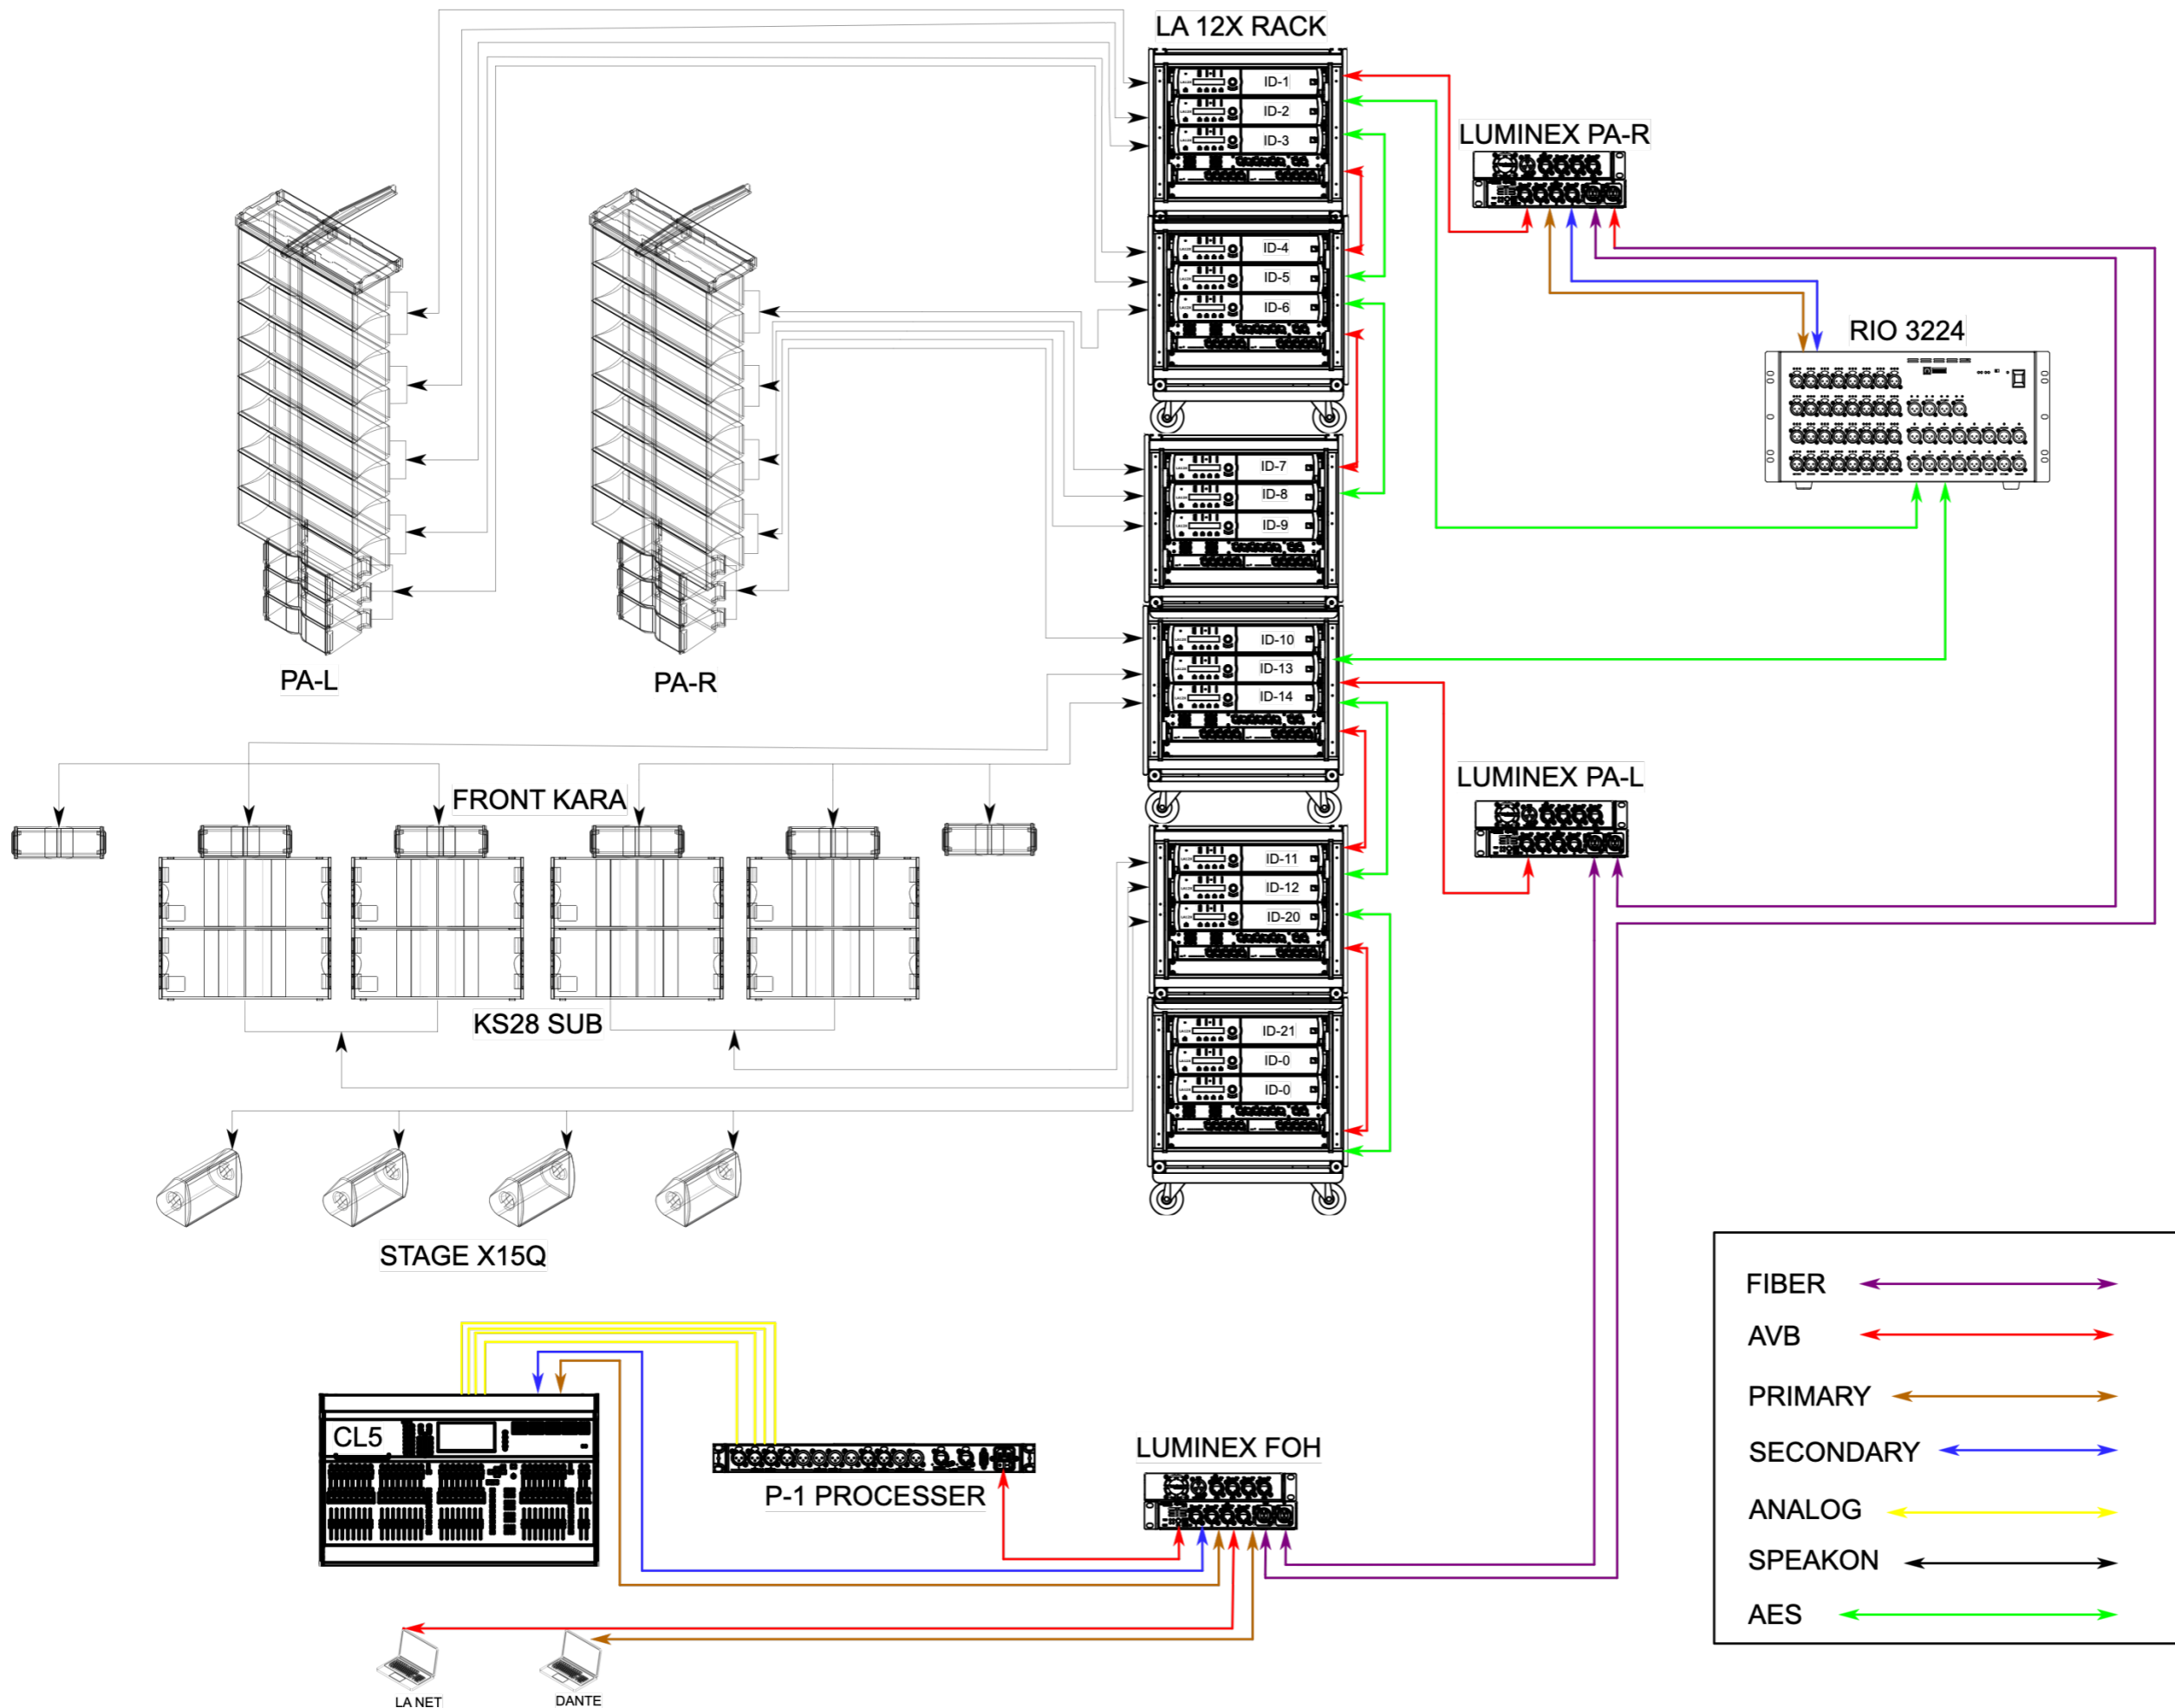 LA 12X RACK
ID-1
ID-2
ID-3
LUMINEX PA-R
ID-4
ID-5
ID-6
RIO 3224
ID-7
ID-8
ID-9
ID-10
ID-13
ID-14
PA-L
PA-R
LUMINEX PA-L
FRONT KARA
ID-11
ID-12
ID-20
KS28 SUB
ID-21
ID-0
ID-0
STAGE X15Q
FIBER
AVB
PRIMARY
SECONDARY
ANALOG
SPEAKON
AES
CL5
LUMINEX FOH
P-1 PROCESSER
LA NET
DANTE